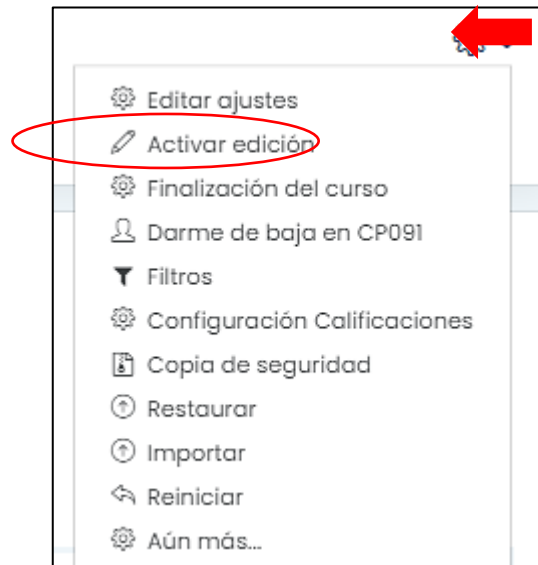 Editar ajustes
Activar edición
Finalización del curso
Darme de baja en CP091
Filtros
Configuración Calificaciones
Copia de seguridad
Restaurar
Importar
Reiniciar
Aún más...